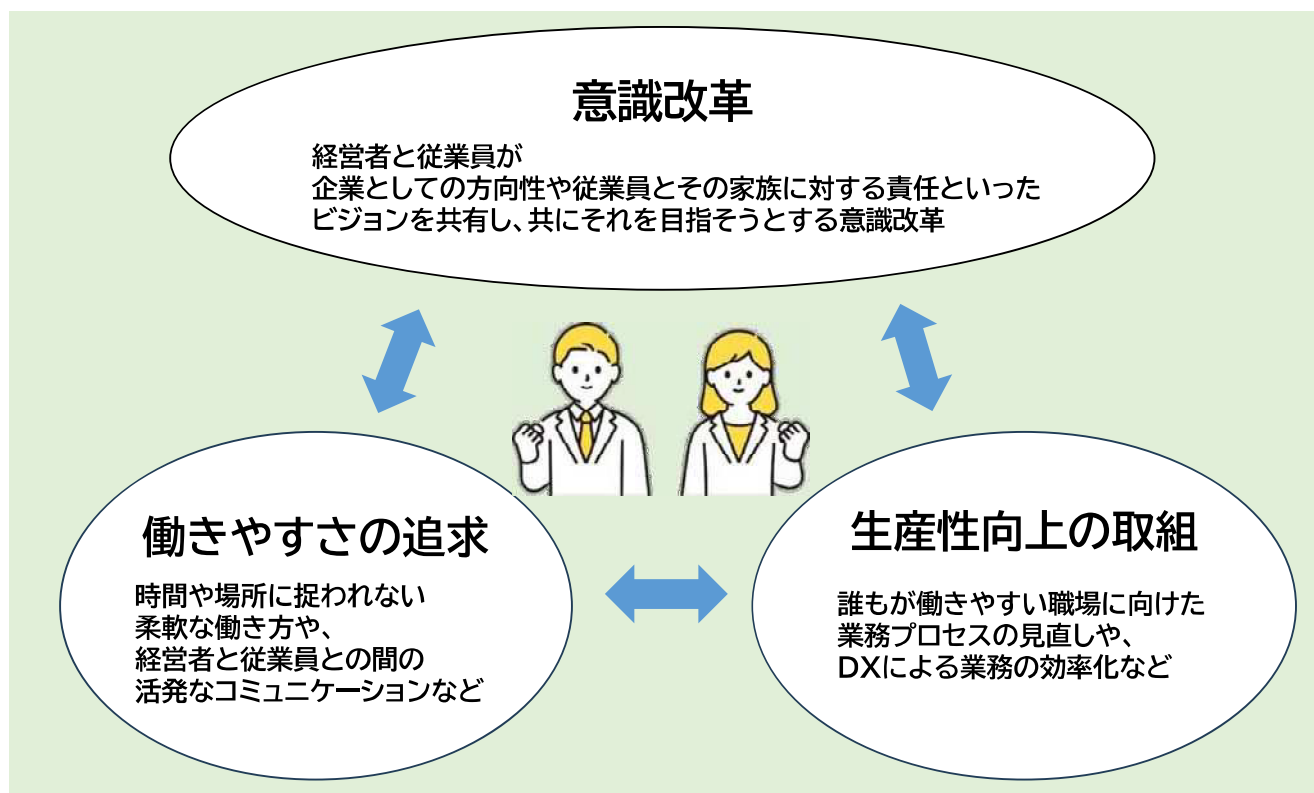 意識改革
経営者と従業員が
企業としての方向性や従業員とその家族に対する責任といった
ビジョンを共有し、共にそれを目指そうとする意識改革
働きやすさの追求
時間や場所に捉われない
柔軟な働き方や、
経営者と従業員との間の
活発なコミュニケーションなど
生産性向上の取組
誰もが働きやすい職場に向けた
業務プロセスの見直しや、
DXによる業務の効率化など